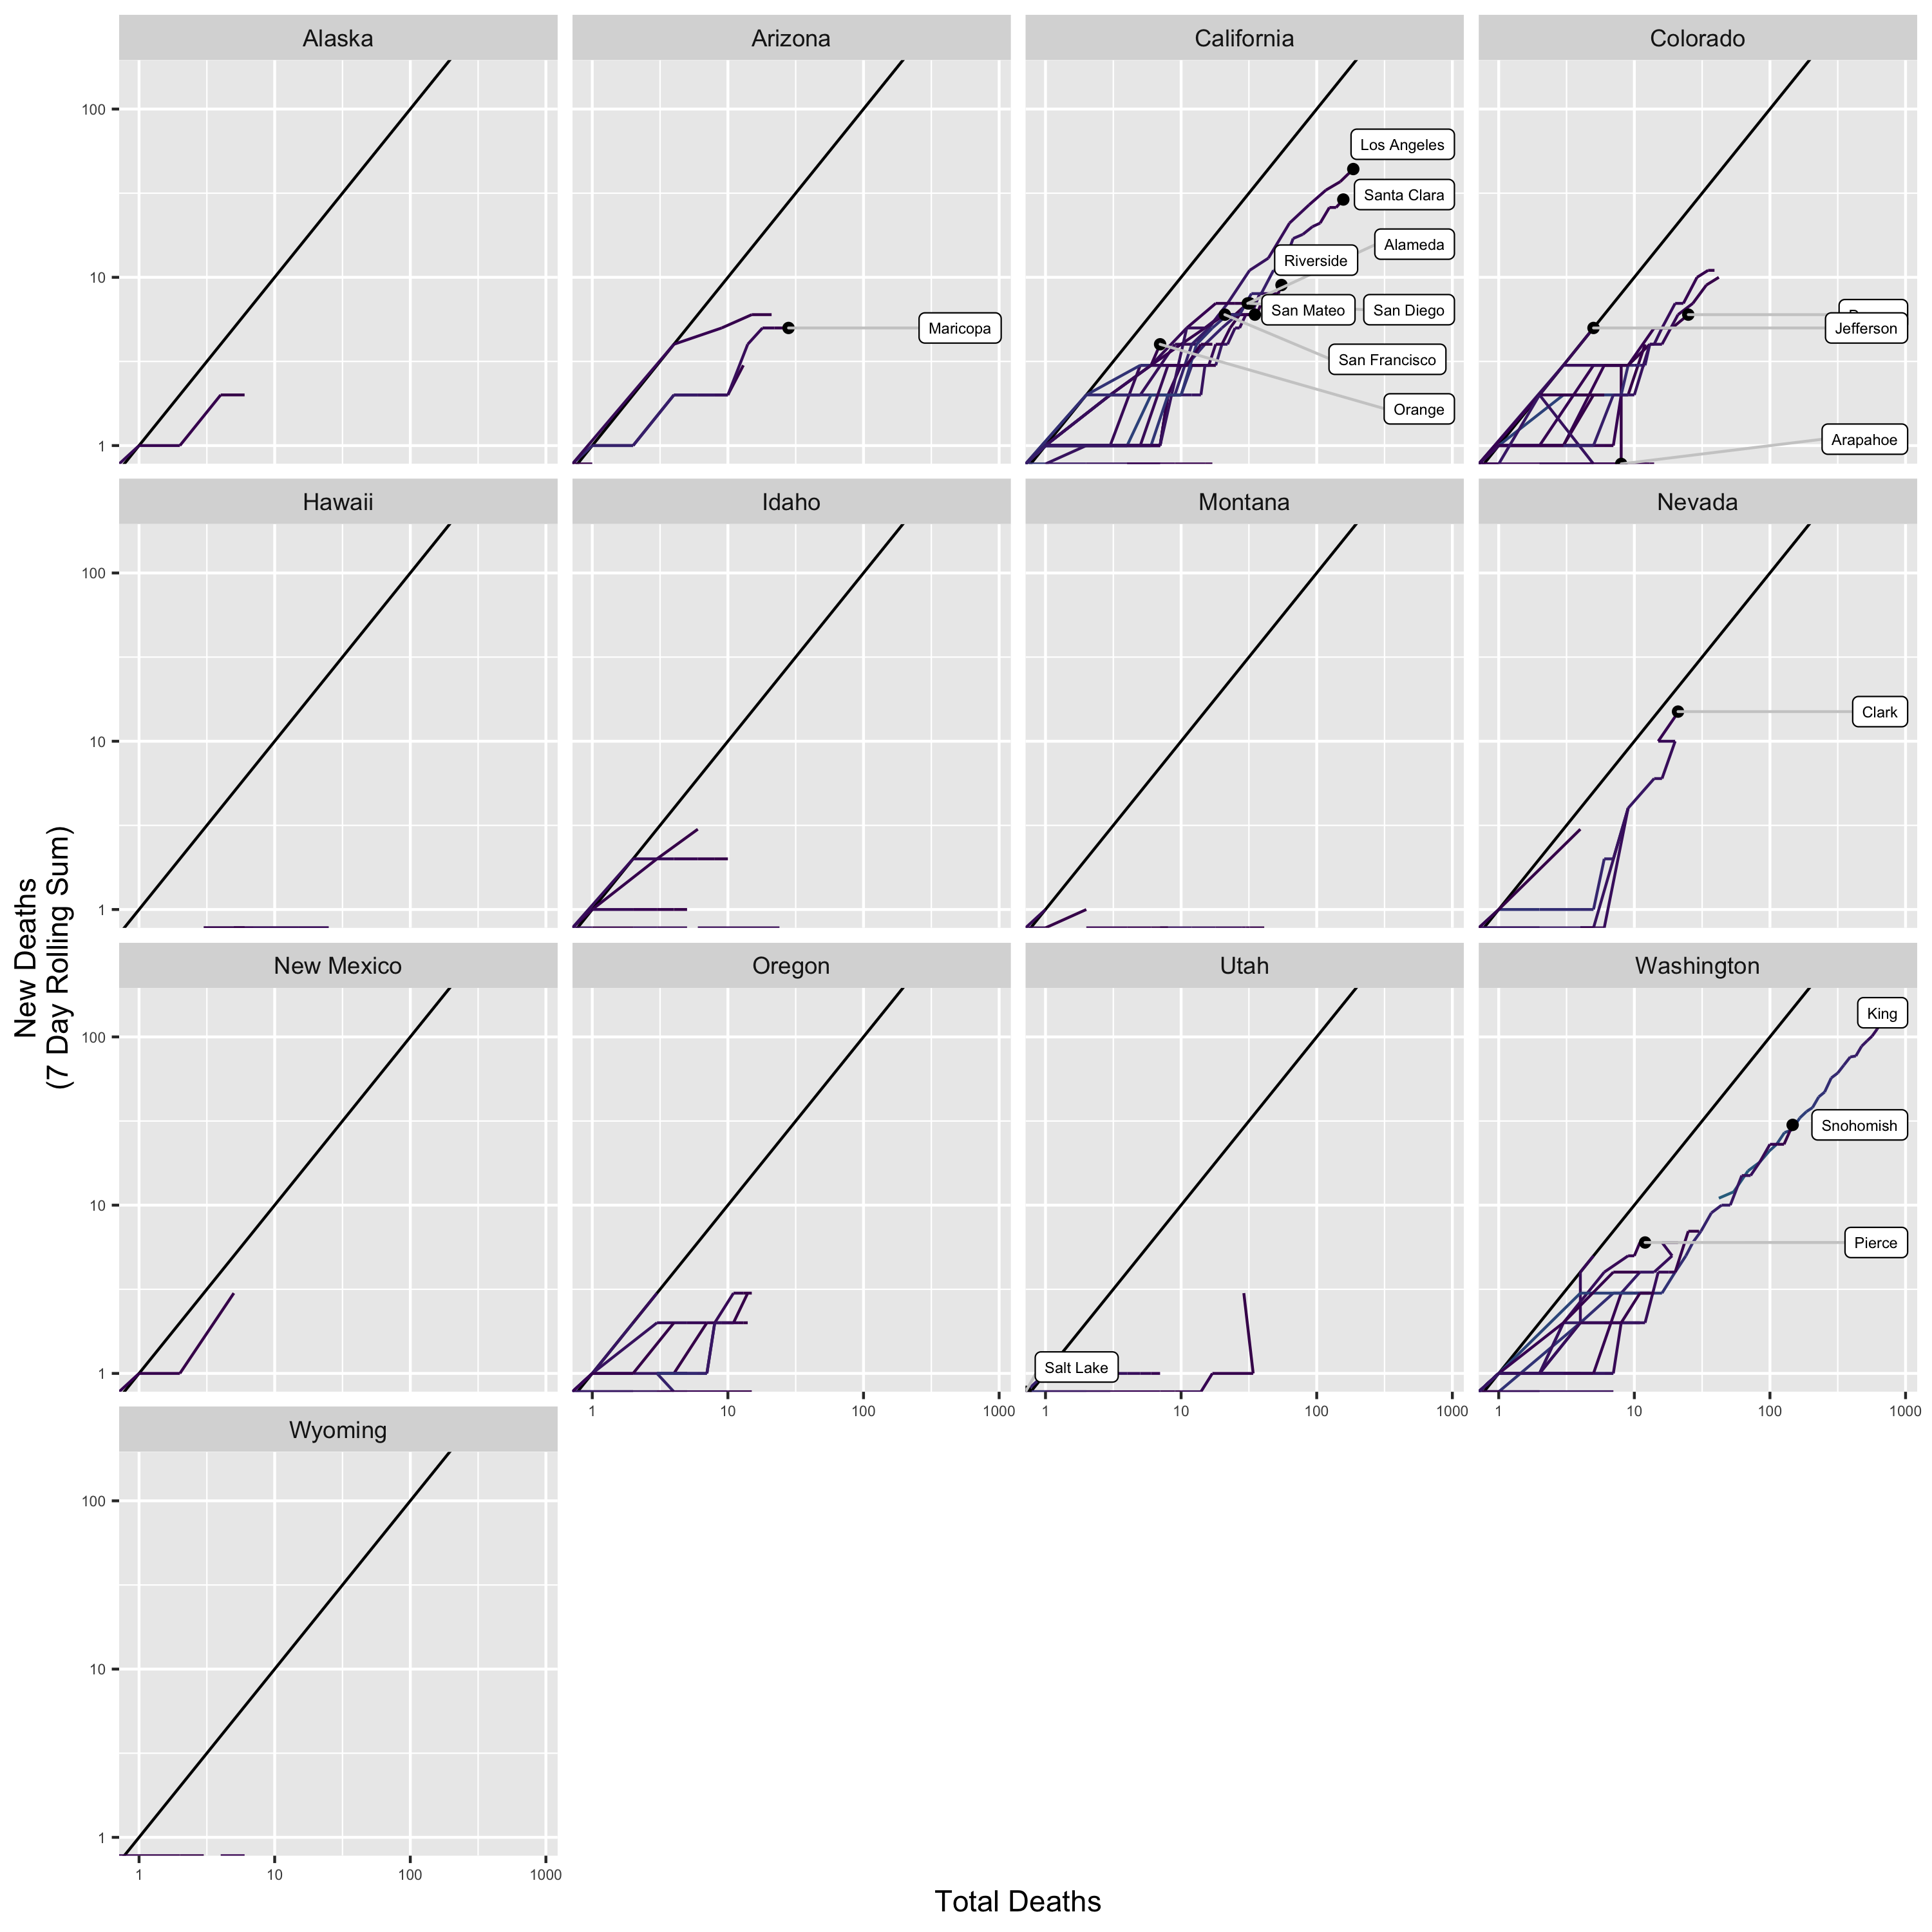 Alaska
Arizona
California
Colorado
100
10
1
Maricopa
Los Angeles
Santa Clara
Alameda
Riverside
San Mateo
San Diego
San Francisco
Orange
Jefferson
Arapahoe
Hawaii
Idaho
Montana
Nevada
100
10
1
Clark
New Mexico
Oregon
Utah
Washington
100
10
1
Salt Lake
King
Snohomish
Pierce
1 10 100 1000
1 10 100 1000
1 10 100 1000
Wyoming
100
10
1
1 10 100 1000
New Deaths
(7 Day Rolling Sum)
Total Deaths